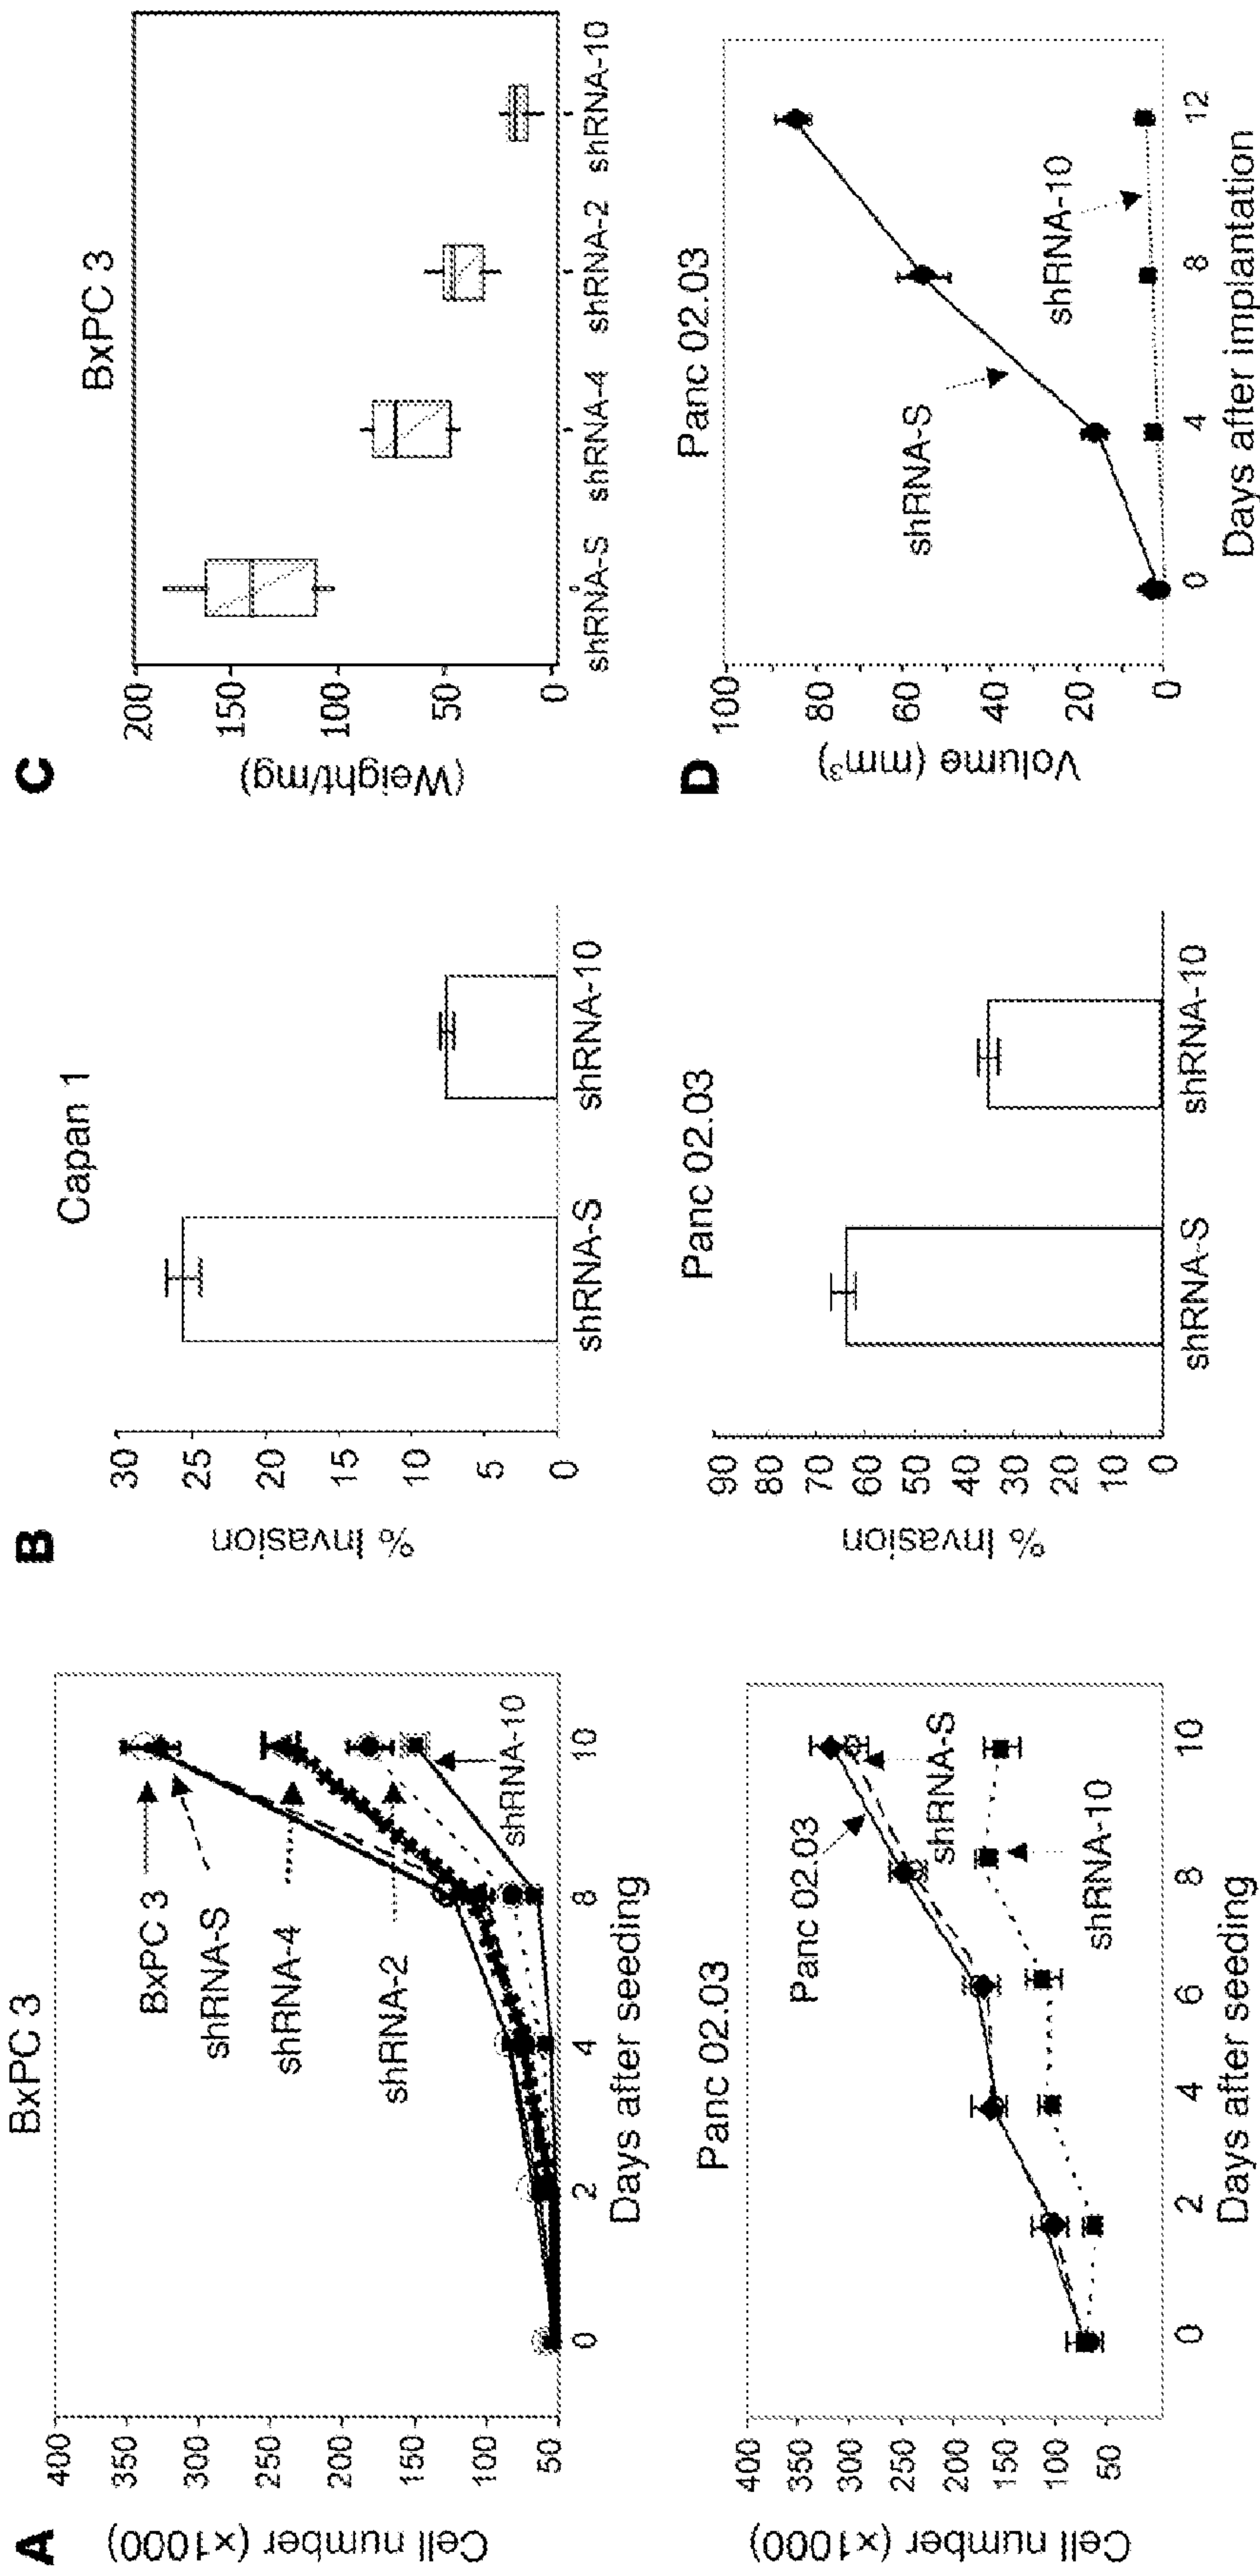 A
BxPC 3
Cell number (x1000)
400
350
300
250
200
150
100
50
BxPC 3
shRNA-S
shRNA-4
shRNA-2
shRNA-10
0 2 4 8 10
Days after seeding
Panc 02.03
Cell number (x1000)
400
350
300
250
200
150
100
50
Panc 02.03
shRNA-S
shRNA-10
0 2 4 6 8 10
Days after seeding
B
Capan 1
% Invasion
30
25
20
15
10
5
0
shRNA-S shRNA-10
Panc 02.03
% Invasion
90
80
70
60
50
40
30
20
10
0
shRNA-S shRNA-10
C
BxPC 3
(Weight/mg)
200
150
100
50
0
shRNA-S shRNA-4 shRNA-2 shRNA-10
D
Panc 02.03
Volume (mm³)
100
80
60
40
20
0
shRNA-S
shRNA-10
0 4 8 12
Days after implantation